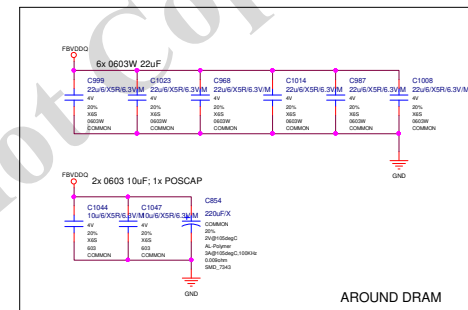 FBVDDQ
6x 0603W 22uF
C999 C1023 C968 C1014 C987 C1008
22u/6/X5R/6.3V/M 22u/6/X5R/6.3V/M 22u/6/X5R/6.3V/M 22u/6/X5R/6.3V/M 22u/6/X5R/6.3V/M 22u/6/X5R/6.3V/M
4V 4V 4V 4V 4V 4V
20% 20% 20% 20% 20% 20%
X6S X6S X6S X6S X6S X6S
0603W 0603W 0603W 0603W 0603W 0603W
COMMON COMMON COMMON COMMON COMMON COMMON
GND
FBVDDQ
2x 0603 10uF; 1x POSCAP
C1044 C1047 C854
10u/6/X5R/6.3V/M 10u/6/X5R/6.3V/M 220uF/X
4V 4V COMMON
20% 20% 20%
X6S X6S 2V@105degC
603 603 AL-Polymer
COMMON COMMON 3A@105degC,100KHz
0.009ohm
SMD_7343
GND
AROUND DRAM
ot Cop